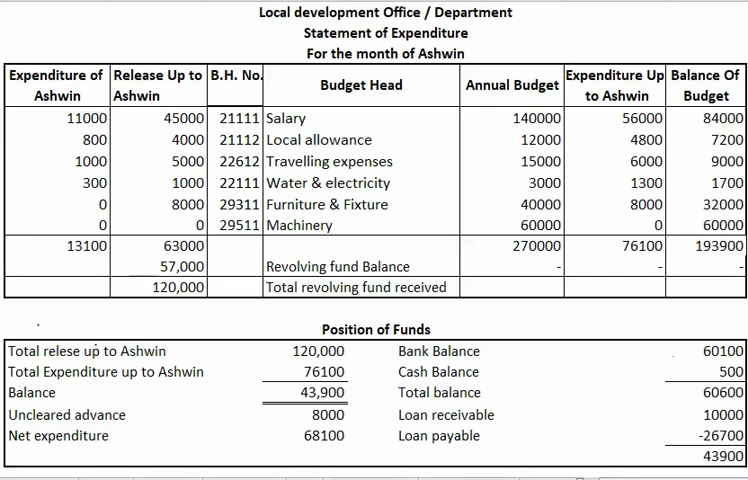 Local development Office / Department
Statement of Expenditure
For the month of Ashwin
Expenditure of Ashwin Release Up to Ashwin B.H. No. Budget Head Annual Budget Expenditure Up to Ashwin Balance Of Budget
11000 45000 21111 Salary 140000 56000 84000
800 4000 21112 Local allowance 12000 4800 7200
1000 5000 22612 Travelling expenses 15000 6000 9000
300 1000 22111 Water & electricity 3000 1300 1700
0 8000 29311 Furniture & Fixture 40000 8000 32000
0 0 29511 Machinery 60000 0 60000
13100 63000 270000 76100 193900
57,000 Revolving fund Balance - - -
120,000 Total revolving fund received
Position of Funds
Total relese up to Ashwin 120,000 Bank Balance 60100
Total Expenditure up to Ashwin 76100 Cash Balance 500
Balance 43,900 Total balance 60600
Uncleared advance 8000 Loan receivable 10000
Net expenditure 68100 Loan payable -26700
43900